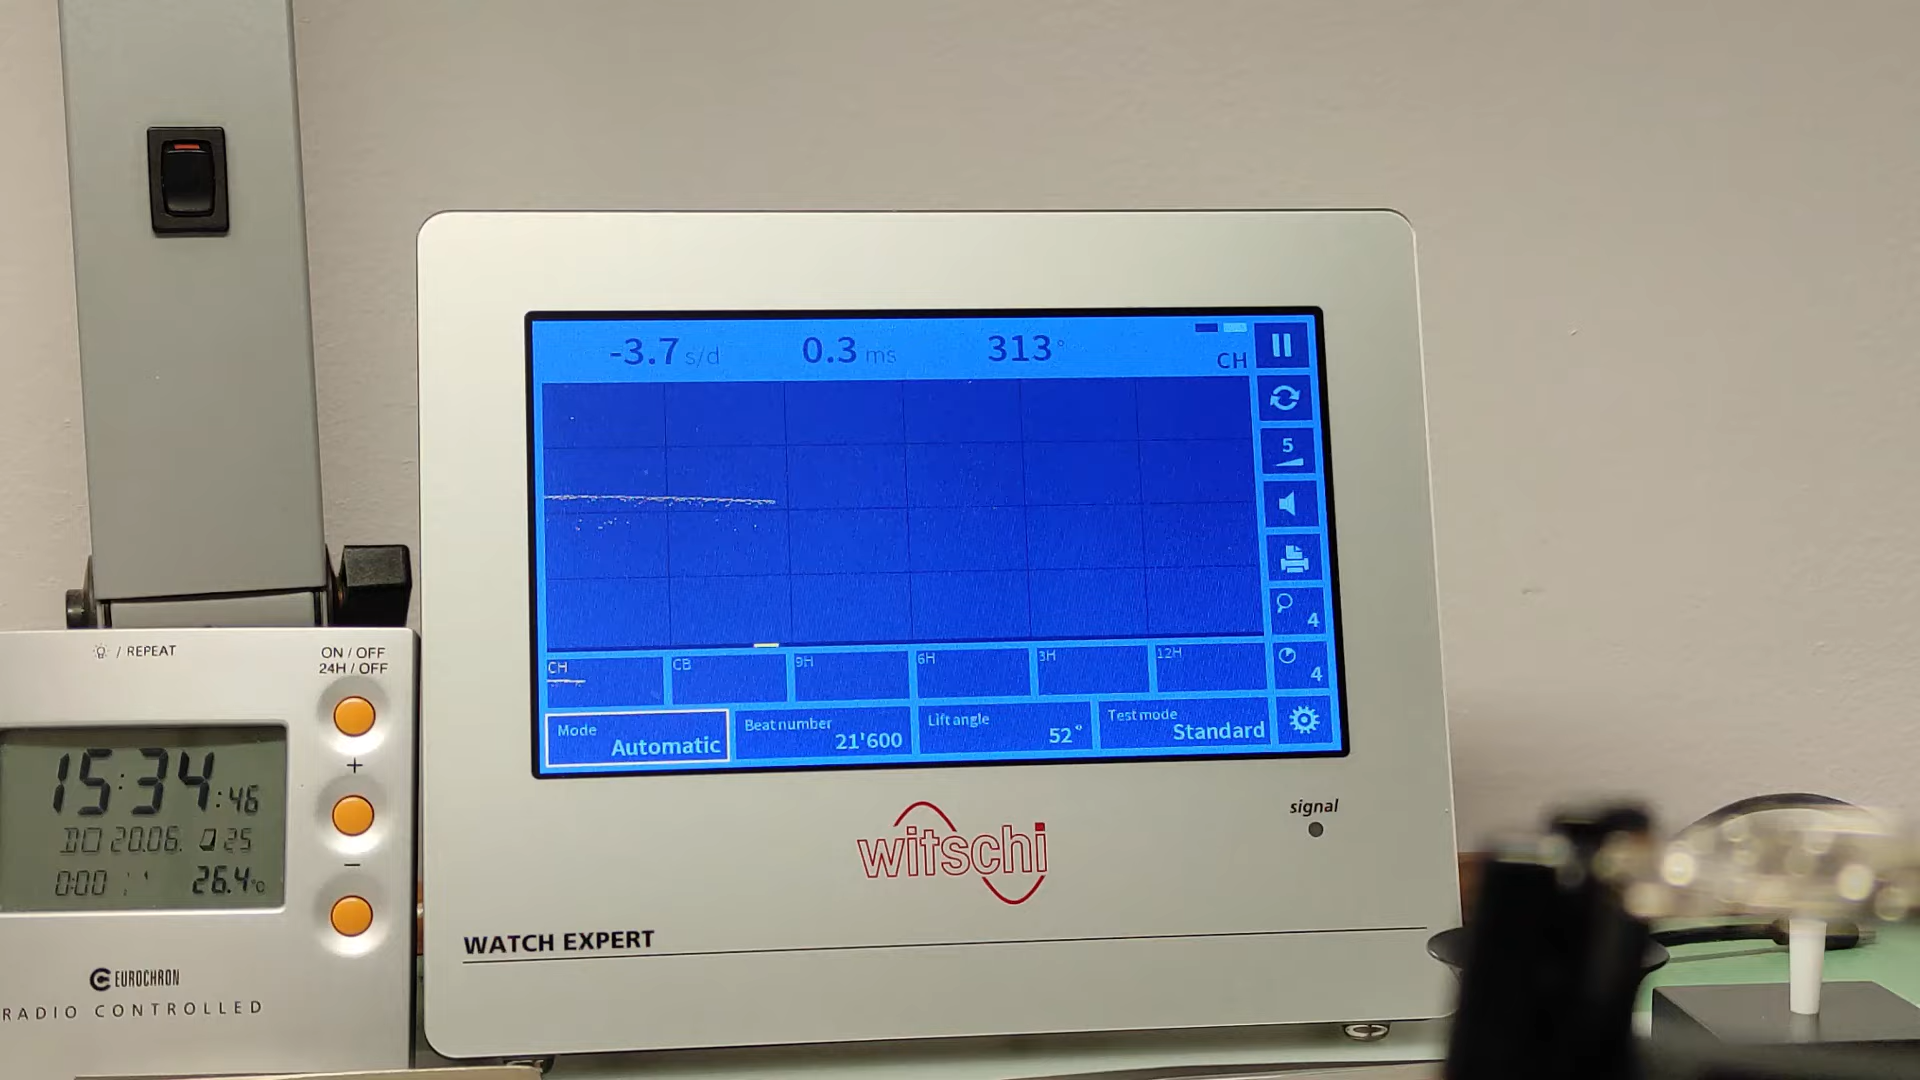 -3.7 s/d 0.3 ms 313°
CH
5
4
CH CB 9H 6H 3H 12H
4
Mode
Automatic
Beat number
21'600
Lift angle
52°
Test mode
Standard
signal
witschi
WATCH EXPERT
/ REPEAT
ON / OFF
24H / OFF
+
15:34:46
DO 20.06. 25
0:00 26.4°C
−
EUROCHRON
RADIO CONTROLLED